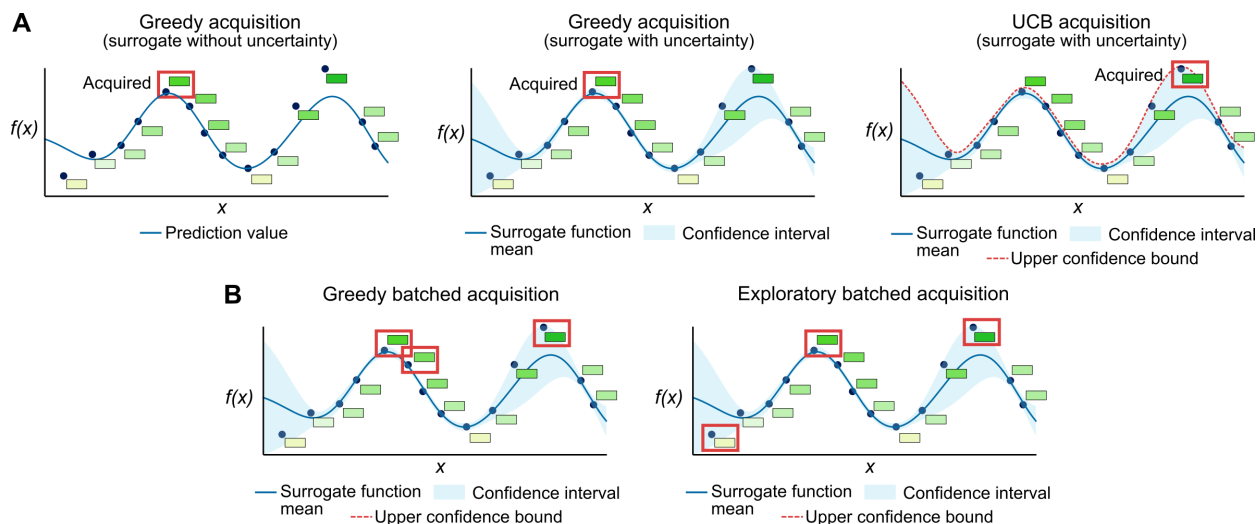 A
Greedy acquisition
(surrogate without uncertainty)
Acquired
f(x)
x
Prediction value
Greedy acquisition
(surrogate with uncertainty)
Acquired
x
Surrogate function
mean
Confidence interval
UCB acquisition
(surrogate with uncertainty)
Acquired
f(x)
x
Surrogate function
mean
Confidence interval
Upper confidence bound
B
Greedy batched acquisition
f(x)
x
Surrogate function
mean
Confidence interval
Upper confidence bound
Exploratory batched acquisition
f(x)
x
Surrogate function
mean
Confidence interval
Upper confidence bound